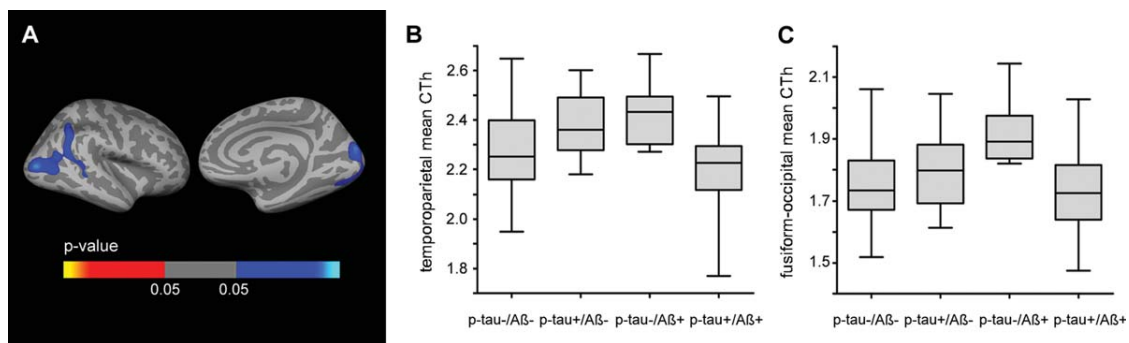 A
p-value
0.05 0.05
B
temporoparietal mean CTh
2.6
2.4
2.2
2.0
1.8
p-tau-/Aß- p-tau+/Aß- p-tau-/Aß+ p-tau+/Aß+
C
fusiform-occipital mean CTh
2.1
1.9
1.7
1.5
p-tau-/Aß- p-tau+/Aß- p-tau-/Aß+ p-tau+/Aß+